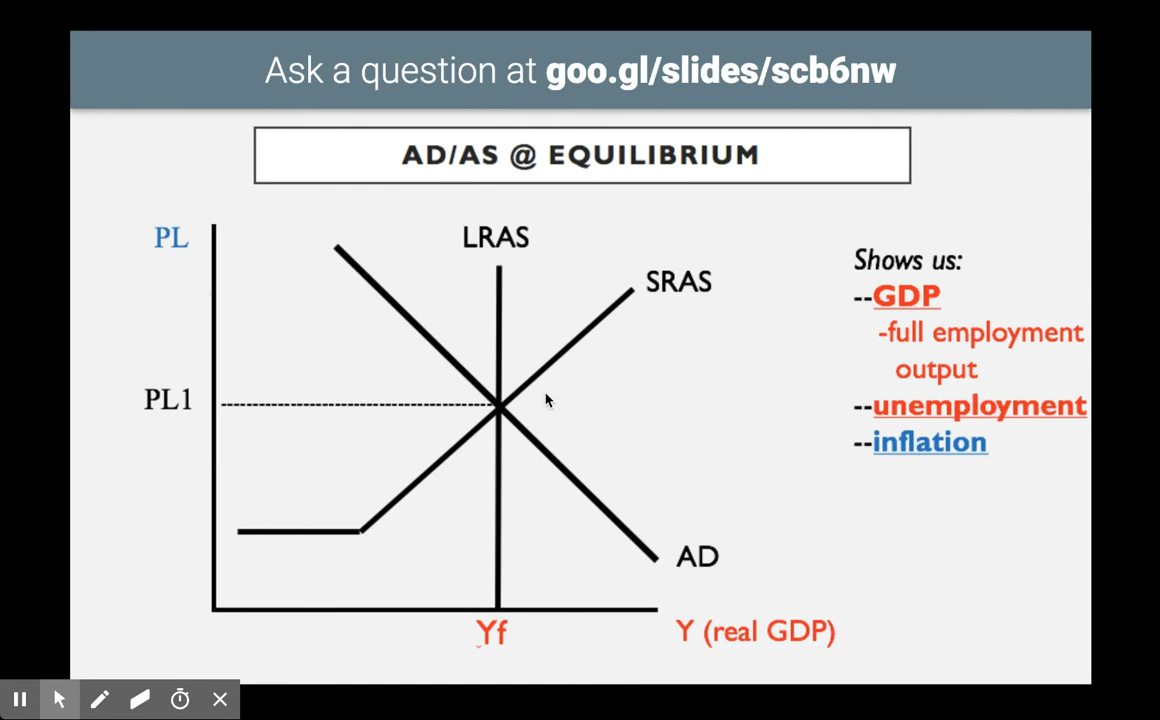 Ask a question at goo.gl/slides/scb6nw
AD/AS @ EQUILIBRIUM
PL
LRAS
SRAS
Shows us:
--GDP
-full employment
output
PL1
--unemployment
--inflation
AD
Yf
Y (real GDP)